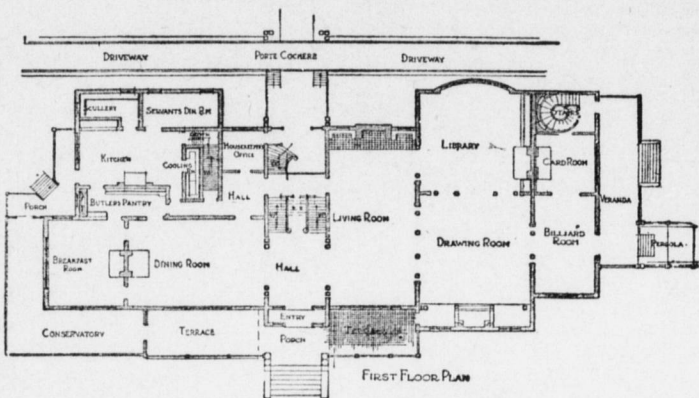 DRIVEWAY
PORTE COCHERE
DRIVEWAY
SCULLERY
SERVANTS DIN. RM.
KITCHEN
COOLING
HOUSEKEEPERS
OFFICE
LIBRARY
STAIR
CARD ROOM
PORCH
BUTLERS PANTRY
HALL
LIVING ROOM
VERANDA
BREAKFAST
ROOM
DINING ROOM
HALL
DRAWING ROOM
BILLIARD
ROOM
PERGOLA
CONSERVATORY
TERRACE
ENTRY
PORCH
FIRST FLOOR PLAN